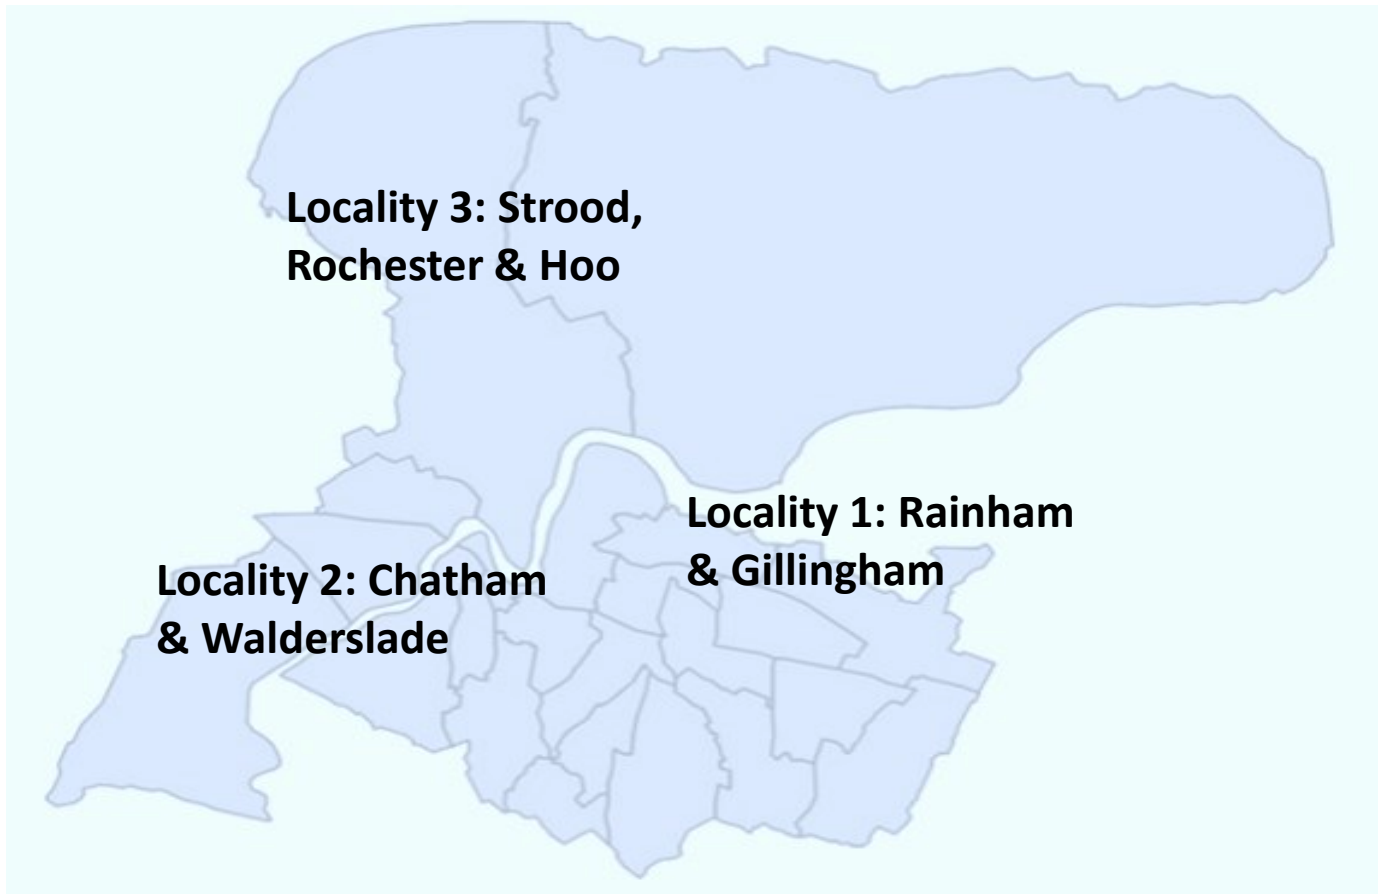 Locality 3: Strood,
Rochester & Hoo
Locality 1: Rainham
& Gillingham
Locality 2: Chatham
& Walderslade